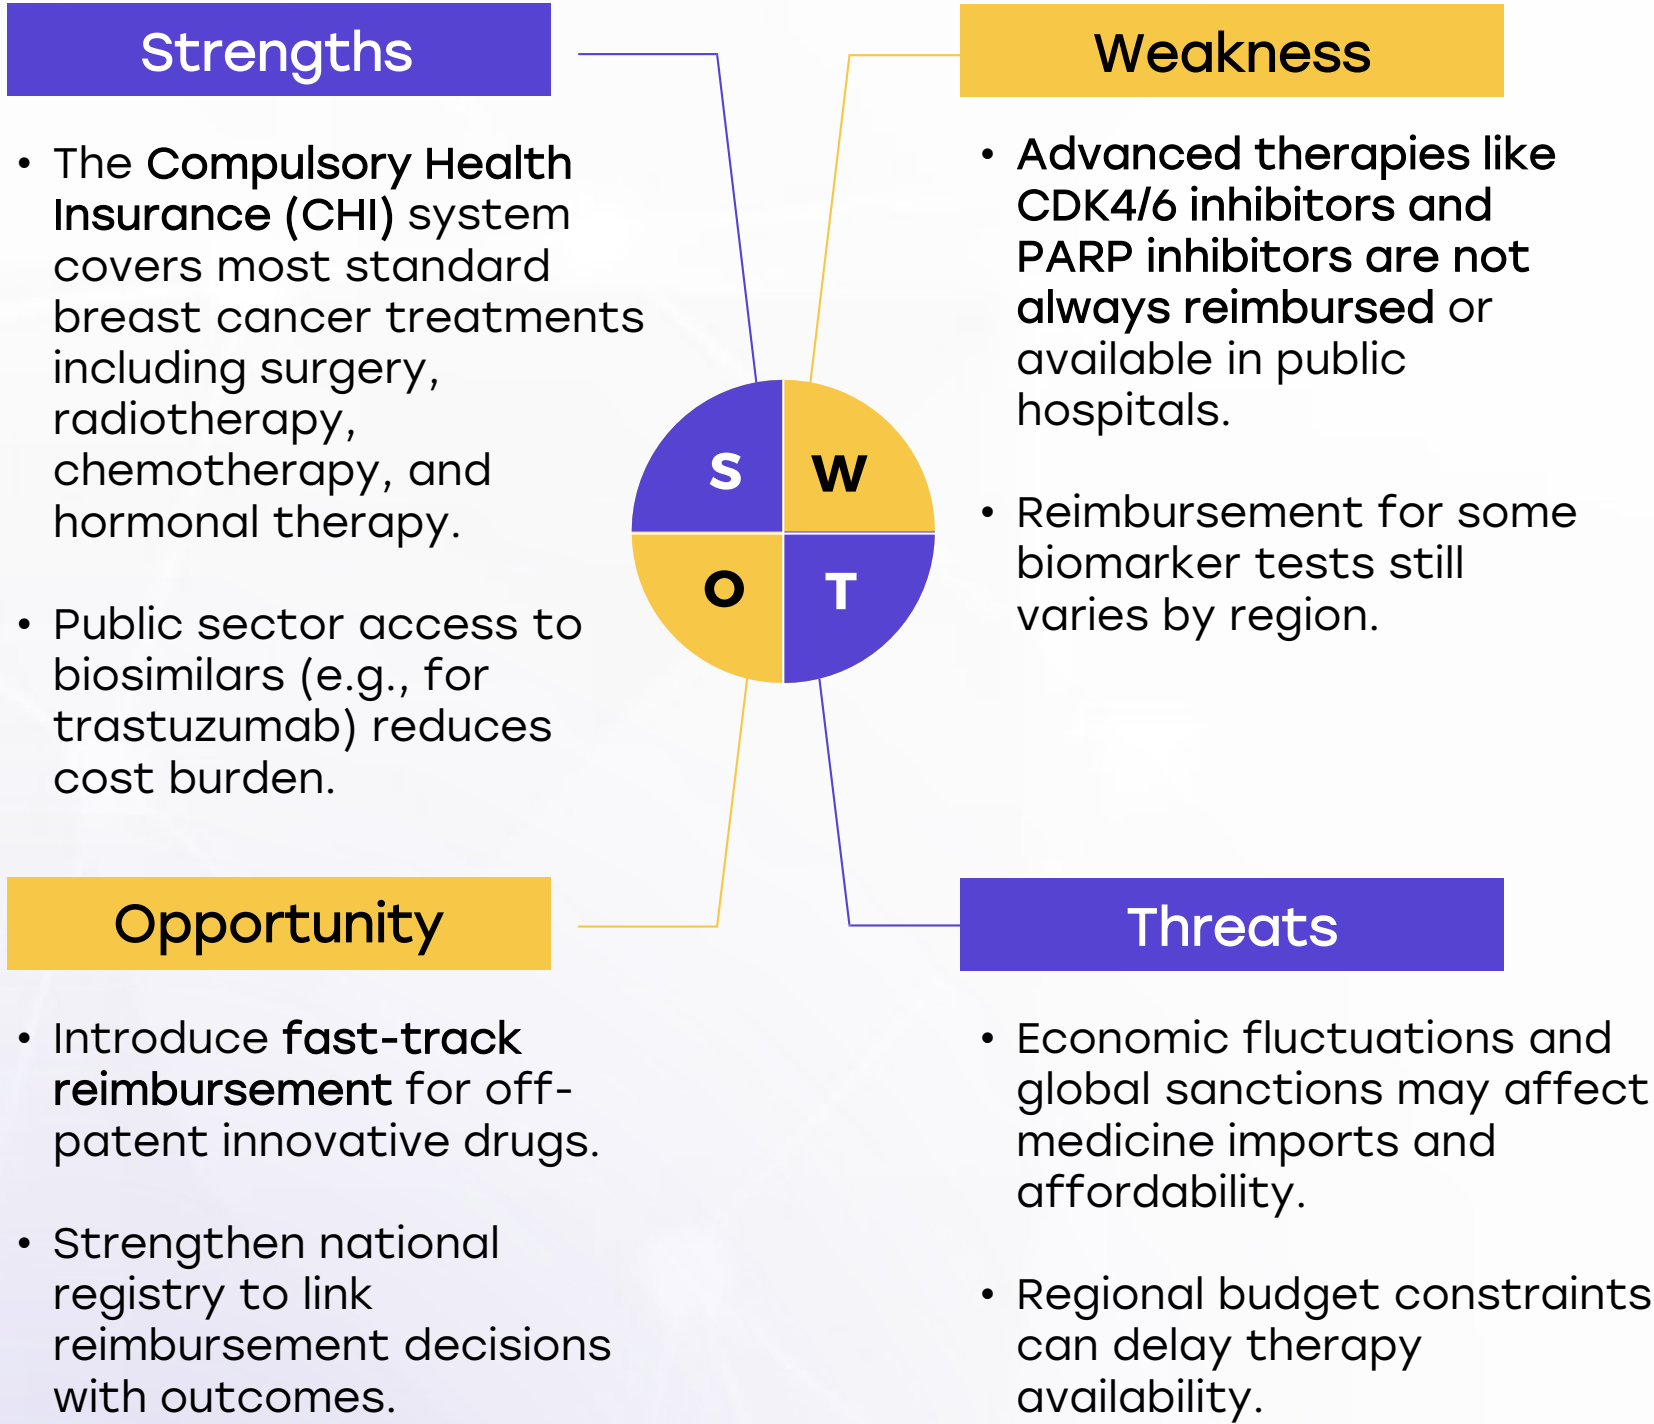 Strengths
• The Compulsory Health
Insurance (CHI) system
covers most standard
breast cancer treatments
including surgery,
radiotherapy,
chemotherapy, and
hormonal therapy.
• Public sector access to
biosimilars (e.g., for
trastuzumab) reduces
cost burden.
Weakness
• Advanced therapies like
CDK4/6 inhibitors and
PARP inhibitors are not
always reimbursed or
available in public
hospitals.
• Reimbursement for some
biomarker tests still
varies by region.
S
W
O
T
Opportunity
• Introduce fast-track
reimbursement for off-
patent innovative drugs.
• Strengthen national
registry to link
reimbursement decisions
with outcomes.
Threats
• Economic fluctuations and
global sanctions may affect
medicine imports and
affordability.
• Regional budget constraints
can delay therapy
availability.